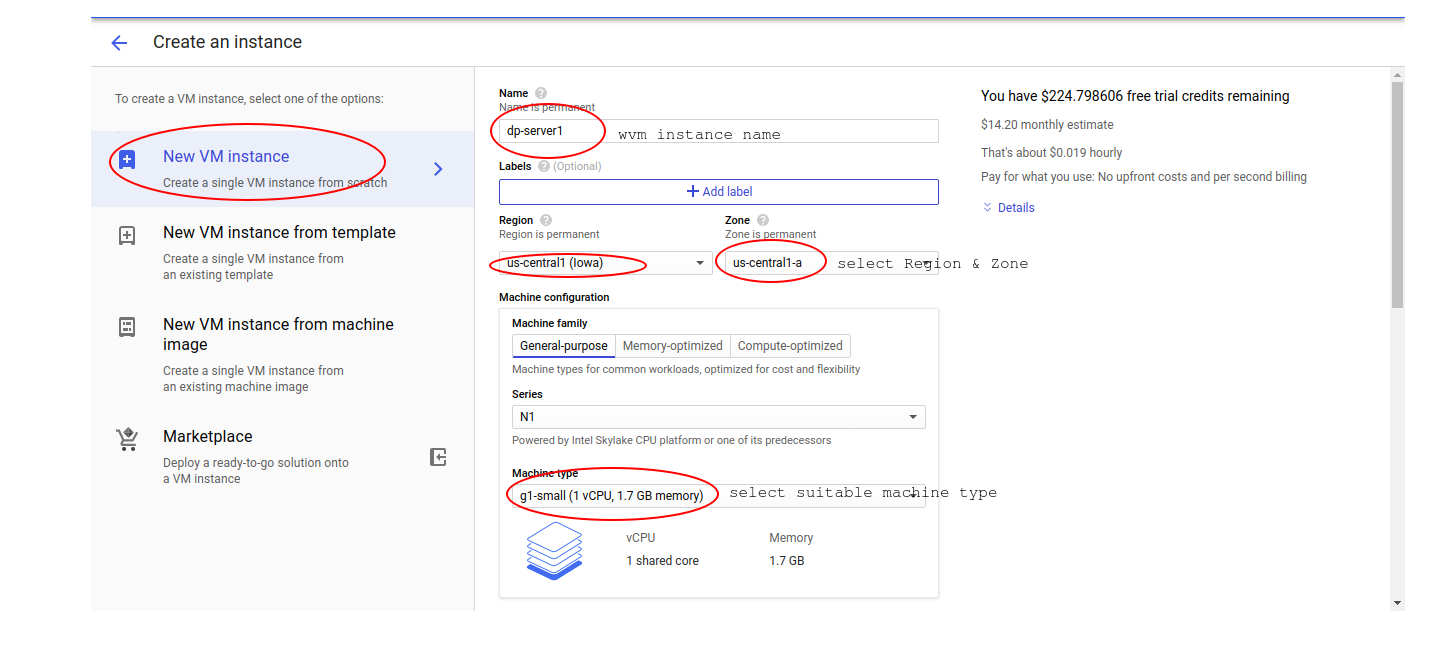 Create an instance
To create a VM instance, select one of the options:
New VM instance
Create a single VM instance from scratch
New VM instance from template
Create a single VM instance from
an existing template
New VM instance from machine
image
Create a single VM instance from
an existing machine image
Marketplace
Deploy a ready-to-go solution onto
a VM instance
Name
Name is permanent
dp-server1 wvm instance name
Labels (Optional)
Add label
Region Zone
Region is permanent Zone is permanent
us-central1 (Iowa) us-central1-a select Region & Zone
Machine configuration
Machine family
General-purpose Memory-optimized Compute-optimized
Machine types for common workloads, optimized for cost and flexibility
Series
N1
Powered by Intel Skylake CPU platform or one of its predecessors
Machine type
g1-small (1 vCPU, 1.7 GB memory) select suitable machine type
vCPU Memory
1 shared core 1.7 GB
You have $224.798606 free trial credits remaining
$14.20 monthly estimate
That's about $0.019 hourly
Pay for what you use: No upfront costs and per second billing
Details